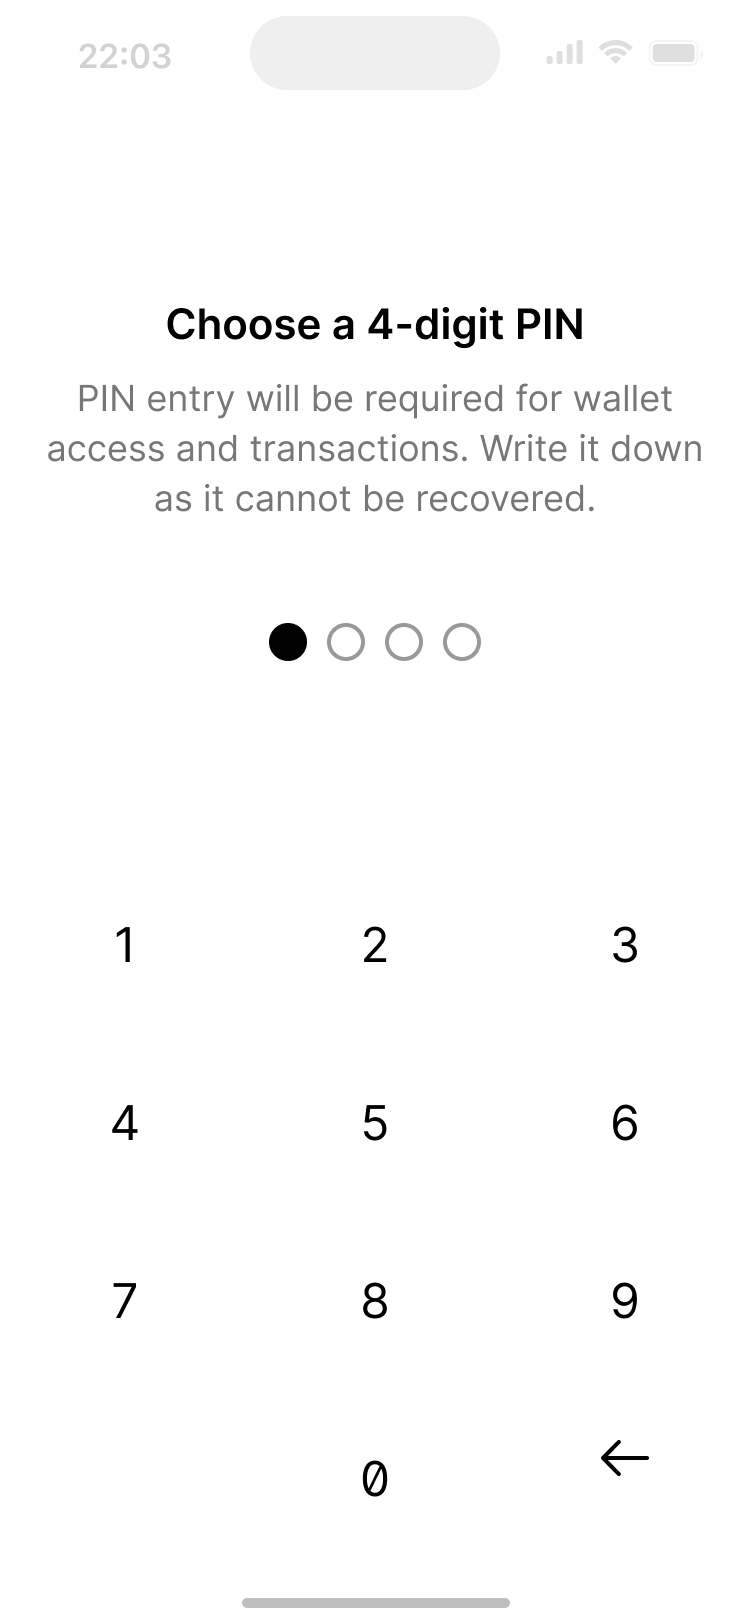 22:03
Choose a 4-digit PIN
PIN entry will be required for wallet
access and transactions. Write it down
as it cannot be recovered.
1 2 3
4 5 6
7 8 9
0